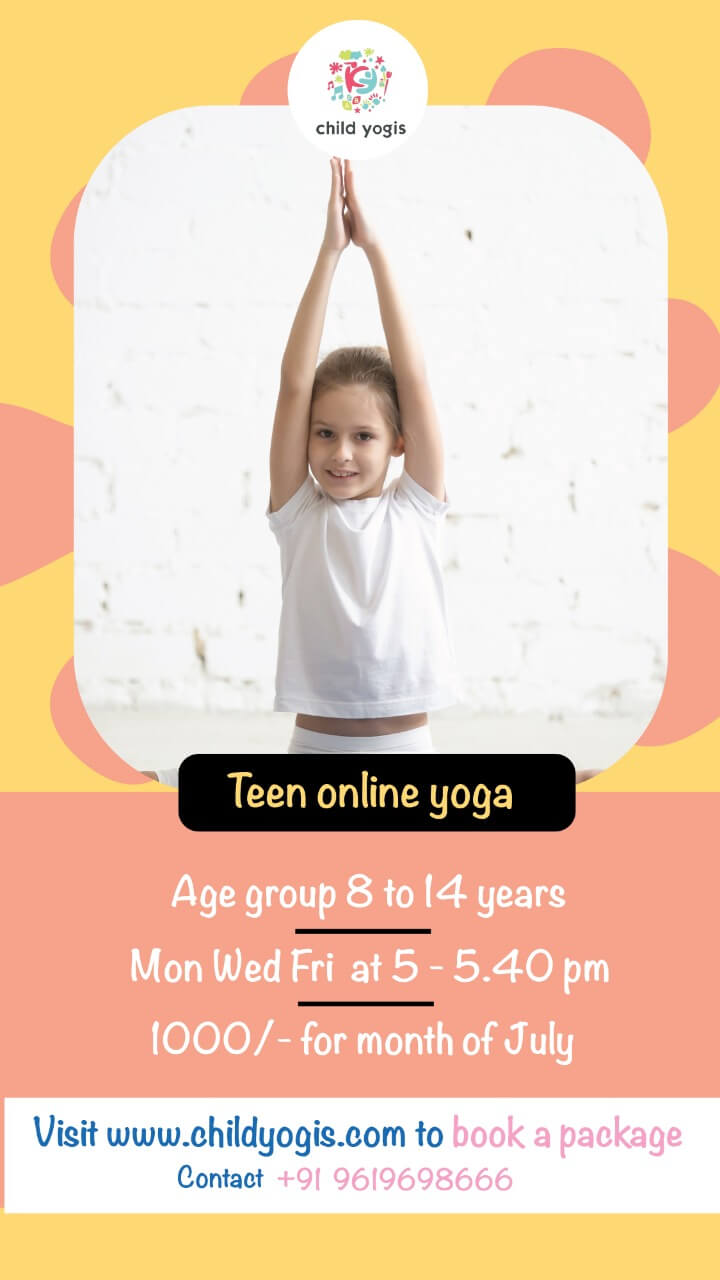 child yogis
Teen online yoga
Age group 8 to 14 years
Mon Wed Fri at 5 - 5.40 pm
1000/- for month of July
Visit www.childyogis.com to book a package
Contact +91 9619698666